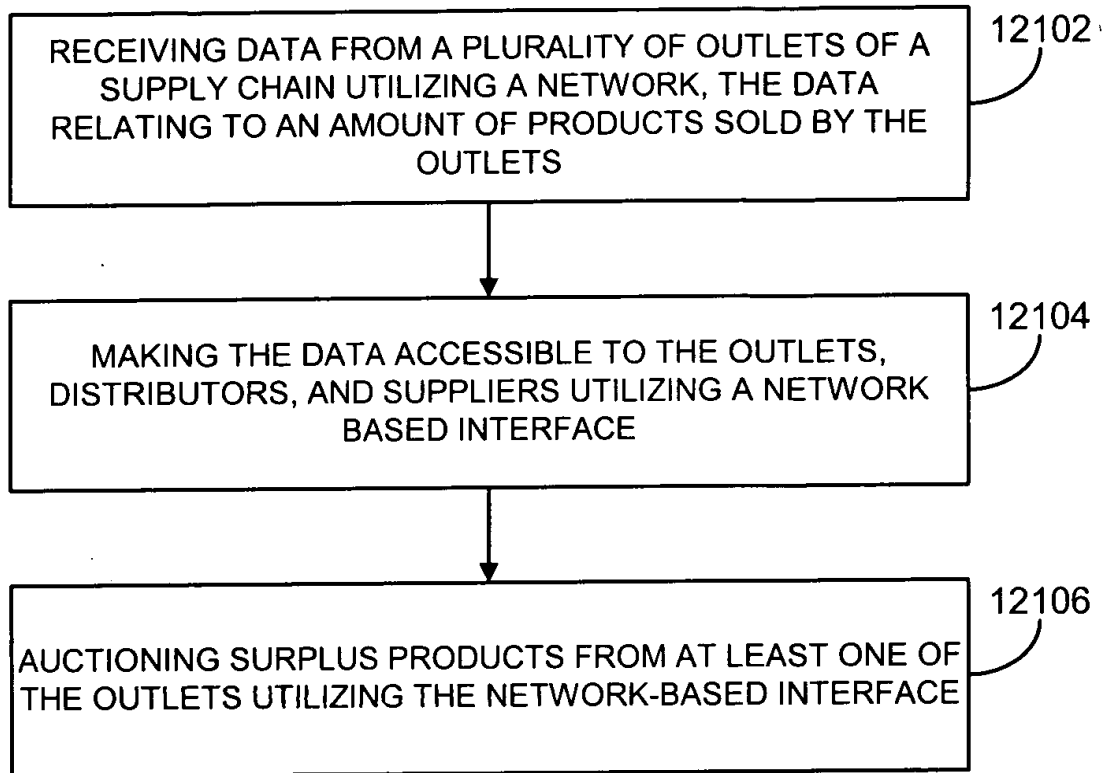 RECEIVING DATA FROM A PLURALITY OF OUTLETS OF A
SUPPLY CHAIN UTILIZING A NETWORK, THE DATA
RELATING TO AN AMOUNT OF PRODUCTS SOLD BY THE
OUTLETS
12102
MAKING THE DATA ACCESSIBLE TO THE OUTLETS,
DISTRIBUTORS, AND SUPPLIERS UTILIZING A NETWORK
BASED INTERFACE
12104
AUCTIONING SURPLUS PRODUCTS FROM AT LEAST ONE OF
THE OUTLETS UTILIZING THE NETWORK-BASED INTERFACE
12106